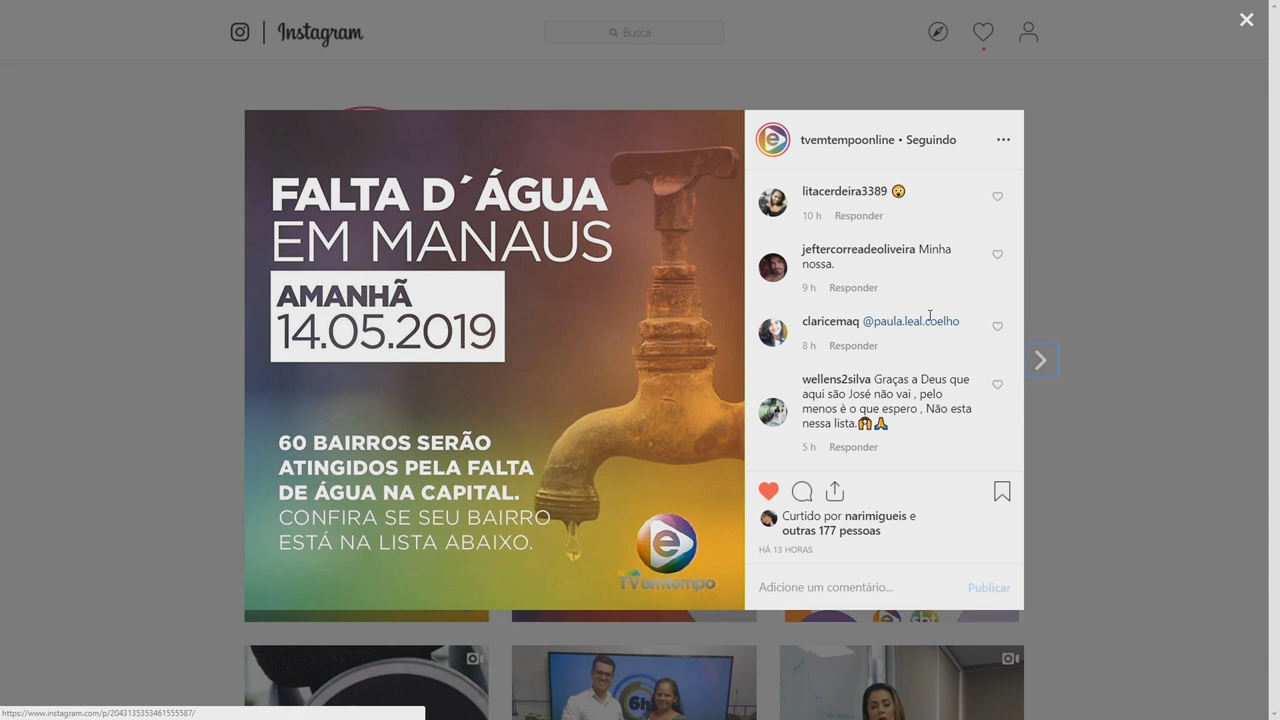 Instagram
Busca
FALTA D´ÁGUA
EM MANAUS
AMANHÃ
14.05.2019
60 BAIRROS SERÃO
ATINGIDOS PELA FALTA
DE ÁGUA NA CAPITAL.
CONFIRA SE SEU BAIRRO
ESTÁ NA LISTA ABAIXO.
e
TVemtempo
tvemtempoonline • Seguindo
litacerdeira3389 😮
10 h Responder
jeftercorreadeoliveira Minha
nossa.
9 h Responder
claricemaq @paula.leal.coelho
8 h Responder
wellens2silva Graças a Deus que
aqui são José não vai , pelo
menos è o que espero , Não esta
nessa lista.🙌🙏
5 h Responder
Curtido por narimigueis e
outras 177 pessoas
HÁ 13 HORAS
Adicione um comentário... Publicar
sbt
6h
https://www.instagram.com/p/2043135353461555587/